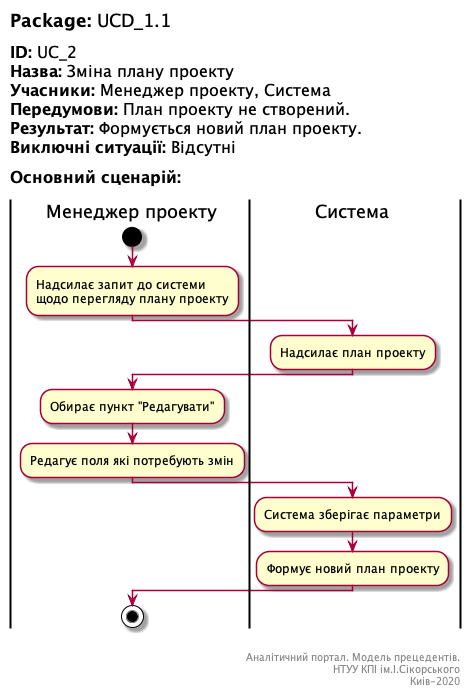 Package: UCD_1.1
ID: UC_2
Назва: Зміна плану проекту
Учасники: Менеджер проекту, Система
Передумови: План проекту не створений.
Результат: Формується новий план проекту.
Виключні ситуації: Відсутні
Основний сценарій:
Менеджер проекту
Система
Надсилає запит до системи
щодо перегляду плану проекту
Надсилає план проекту
Обирає пункт "Редагувати"
Редагує поля які потребують змін
Система зберігає параметри
Формує новий план проекту
Аналітичний портал. Модель прецедентів.
НТУУ КПІ ім.І.Сікорського
Київ-2020